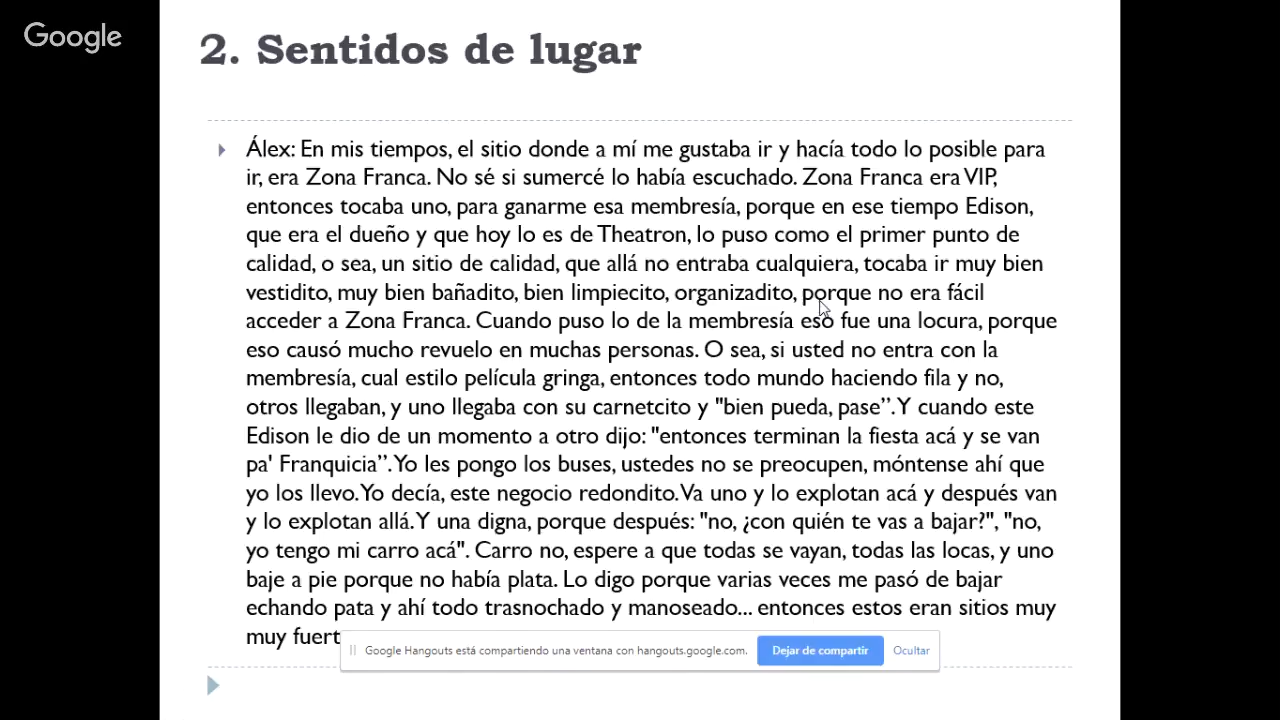 Google
2. Sentidos de lugar
Álex: En mis tiempos, el sitio donde a mí me gustaba ir y hacía todo lo posible para
ir, era Zona Franca. No sé si sumercé lo había escuchado. Zona Franca era VIP,
entonces tocaba uno, para ganarme esa membresía, porque en ese tiempo Edison,
que era el dueño y que hoy lo es de Theatron, lo puso como el primer punto de
calidad, o sea, un sitio de calidad, que allá no entraba cualquiera, tocaba ir muy bien
vestidito, muy bien bañadito, bien limpiecito, organizadito, porque no era fácil
acceder a Zona Franca. Cuando puso lo de la membresía eso fue una locura, porque
eso causó mucho revuelo en muchas personas. O sea, si usted no entra con la
membresía, cual estilo película gringa, entonces todo mundo haciendo fila y no,
otros llegaban, y uno llegaba con su carnetcito y "bien pueda, pase”. Y cuando este
Edison le dio de un momento a otro dijo: "entonces terminan la fiesta acá y se van
pa' Franquicia”. Yo les pongo los buses, ustedes no se preocupen, móntense ahí que
yo los llevo. Yo decía, este negocio redondito. Va uno y lo explotan acá y después van
y lo explotan allá. Y una digna, porque después: "no, ¿con quién te vas a bajar?", "no,
yo tengo mi carro acá". Carro no, espere a que todas se vayan, todas las locas, y uno
baje a pie porque no había plata. Lo digo porque varias veces me pasó de bajar
echando pata y ahí todo trasnochado y manoseado... entonces estos eran sitios muy
muy fuert
Google Hangouts está compartiendo una ventana con hangouts.google.com. Dejar de compartir Ocultar